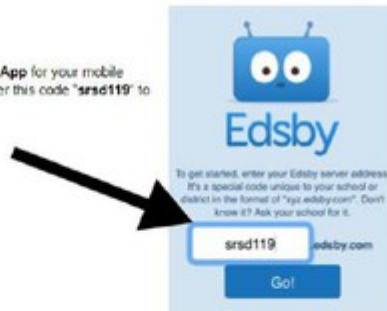 App for your mobile
er this code "srsd119" to
Edsby
To get started, enter your Edsby server address
It's a special code unique to your school or
district in the format of "xyz.edsby.com". Don't
know it? Ask your school for it.
srsd119 .edsby.com
Go!